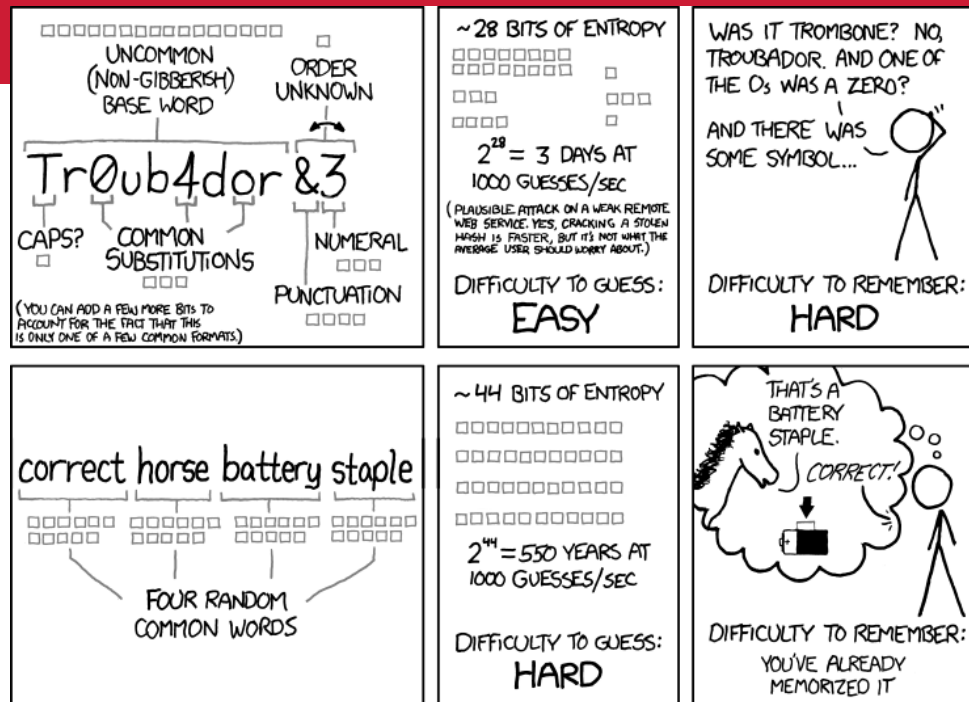 UNCOMMON
(NON-GIBBERISH)
BASE WORD
ORDER
UNKNOWN
Tr0ub4dor &3
CAPS?
COMMON
SUBSTITUTIONS
NUMERAL
PUNCTUATION
(YOU CAN ADD A FEW MORE BITS TO
ACCOUNT FOR THE FACT THAT THIS
IS ONLY ONE OF A FEW COMMON FORMATS.)
~28 BITS OF ENTROPY
2²⁸ = 3 DAYS AT
1000 GUESSES/SEC
(PLAUSIBLE ATTACK ON A WEAK REMOTE
WEB SERVICE. YES, CRACKING A STOLEN
HASH IS FASTER, BUT IT'S NOT WHAT THE
AVERAGE USER SHOULD WORRY ABOUT.)
DIFFICULTY TO GUESS:
EASY
WAS IT TROMBONE? NO,
TROUBADOR. AND ONE OF
THE Os WAS A ZERO?
AND THERE WAS
SOME SYMBOL...
DIFFICULTY TO REMEMBER:
HARD
correct horse battery staple
FOUR RANDOM
COMMON WORDS
~44 BITS OF ENTROPY
2⁴⁴ = 550 YEARS AT
1000 GUESSES/SEC
DIFFICULTY TO GUESS:
HARD
THAT'S A
BATTERY
STAPLE.
CORRECT!
DIFFICULTY TO REMEMBER:
YOU'VE ALREADY
MEMORIZED IT